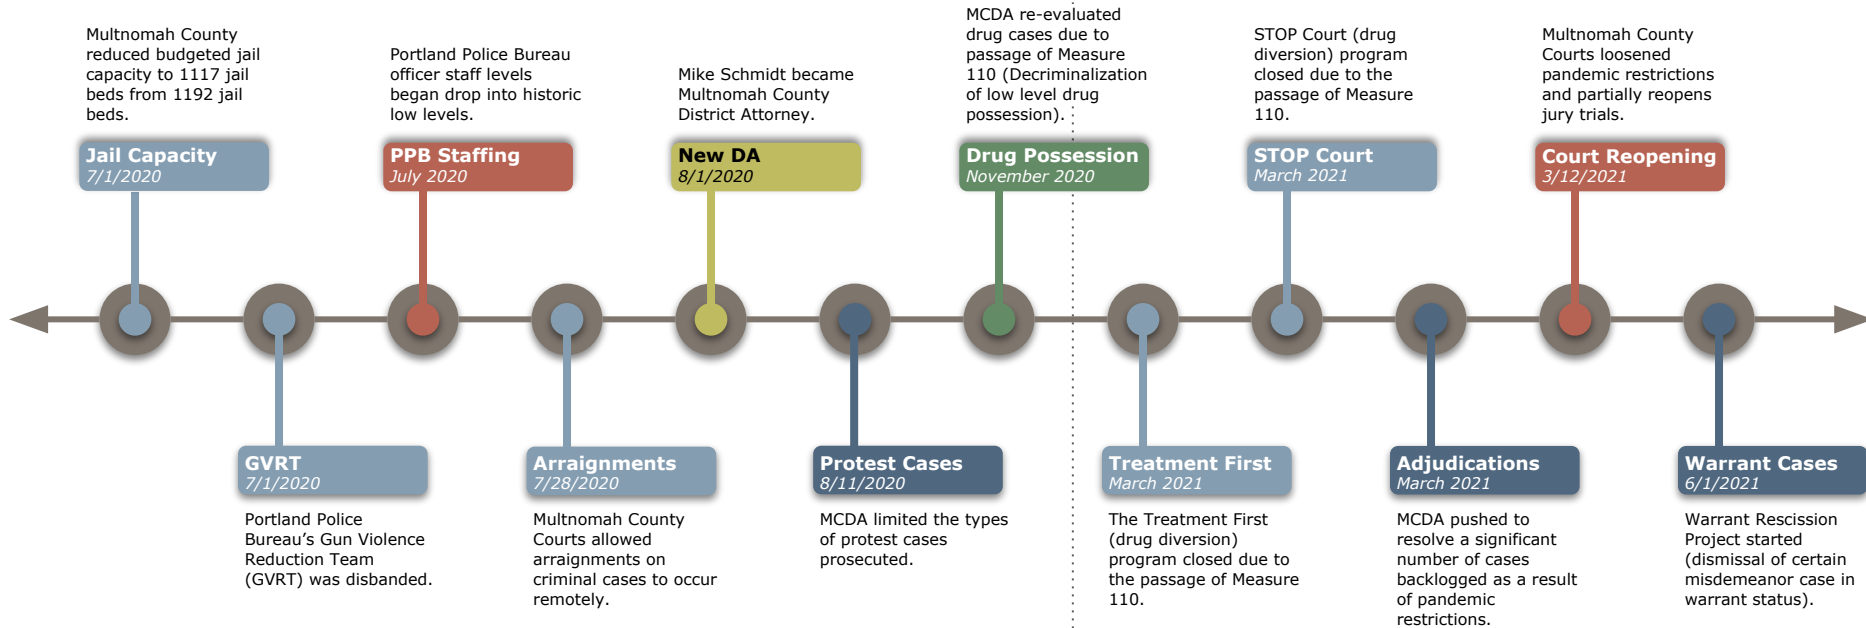 Multnomah County
reduced budgeted jail
capacity to 1117 jail
beds from 1192 jail
beds.
Jail Capacity
7/1/2020
GVRT
7/1/2020
Portland Police
Bureau's Gun Violence
Reduction Team
(GVRT) was disbanded.
Portland Police Bureau
officer staff levels
began drop into historic
low levels.
PPB Staffing
July 2020
Arraignments
7/28/2020
Multnomah County
Courts allowed
arraignments on
criminal cases to occur
remotely.
Mike Schmidt became
Multnomah County
District Attorney.
New DA
8/1/2020
Protest Cases
8/11/2020
MCDA limited the types
of protest cases
prosecuted.
MCDA re-evaluated
drug cases due to
passage of Measure
110 (Decriminalization
of low level drug
possession).
Drug Possession
November 2020
Treatment First
March 2021
The Treatment First
(drug diversion)
program closed due to
the passage of Measure
110.
STOP Court (drug
diversion) program
closed due to the
passage of Measure
110.
STOP Court
March 2021
Adjudications
March 2021
MCDA pushed to
resolve a significant
number of cases
backlogged as a result
of pandemic
restrictions.
Multnomah County
Courts loosened
pandemic restrictions
and partially reopens
jury trials.
Court Reopening
3/12/2021
Warrant Cases
6/1/2021
Warrant Rescission
Project started
(dismissal of certain
misdemeanor case in
warrant status).